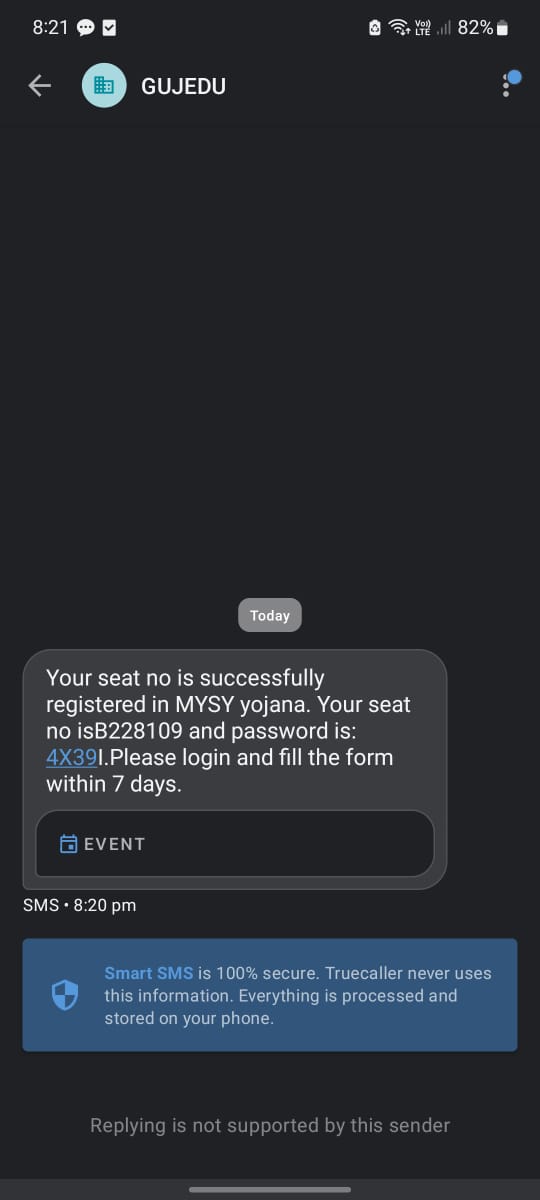 8:21
Vo))
LTE
82%
GUJEDU
Today
Your seat no is successfully
registered in MYSY yojana. Your seat
no isB228109 and password is:
4X39I.Please login and fill the form
within 7 days.
EVENT
SMS • 8:20 pm
Smart SMS is 100% secure. Truecaller never uses
this information. Everything is processed and
stored on your phone.
Replying is not supported by this sender